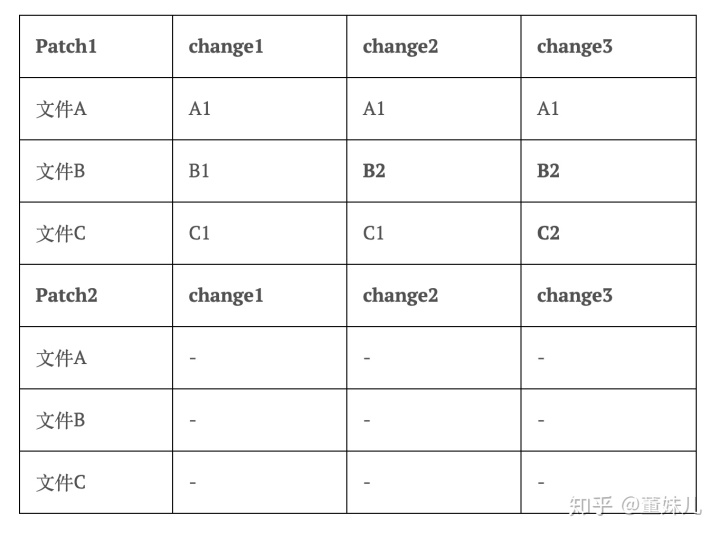 Patch1 change1 change2 change3
文件A A1 A1 A1
文件B B1 B2 B2
文件C C1 C1 C2
Patch2 change1 change2 change3
文件A - - -
文件B - - -
文件C - - -
知乎 @董妹儿